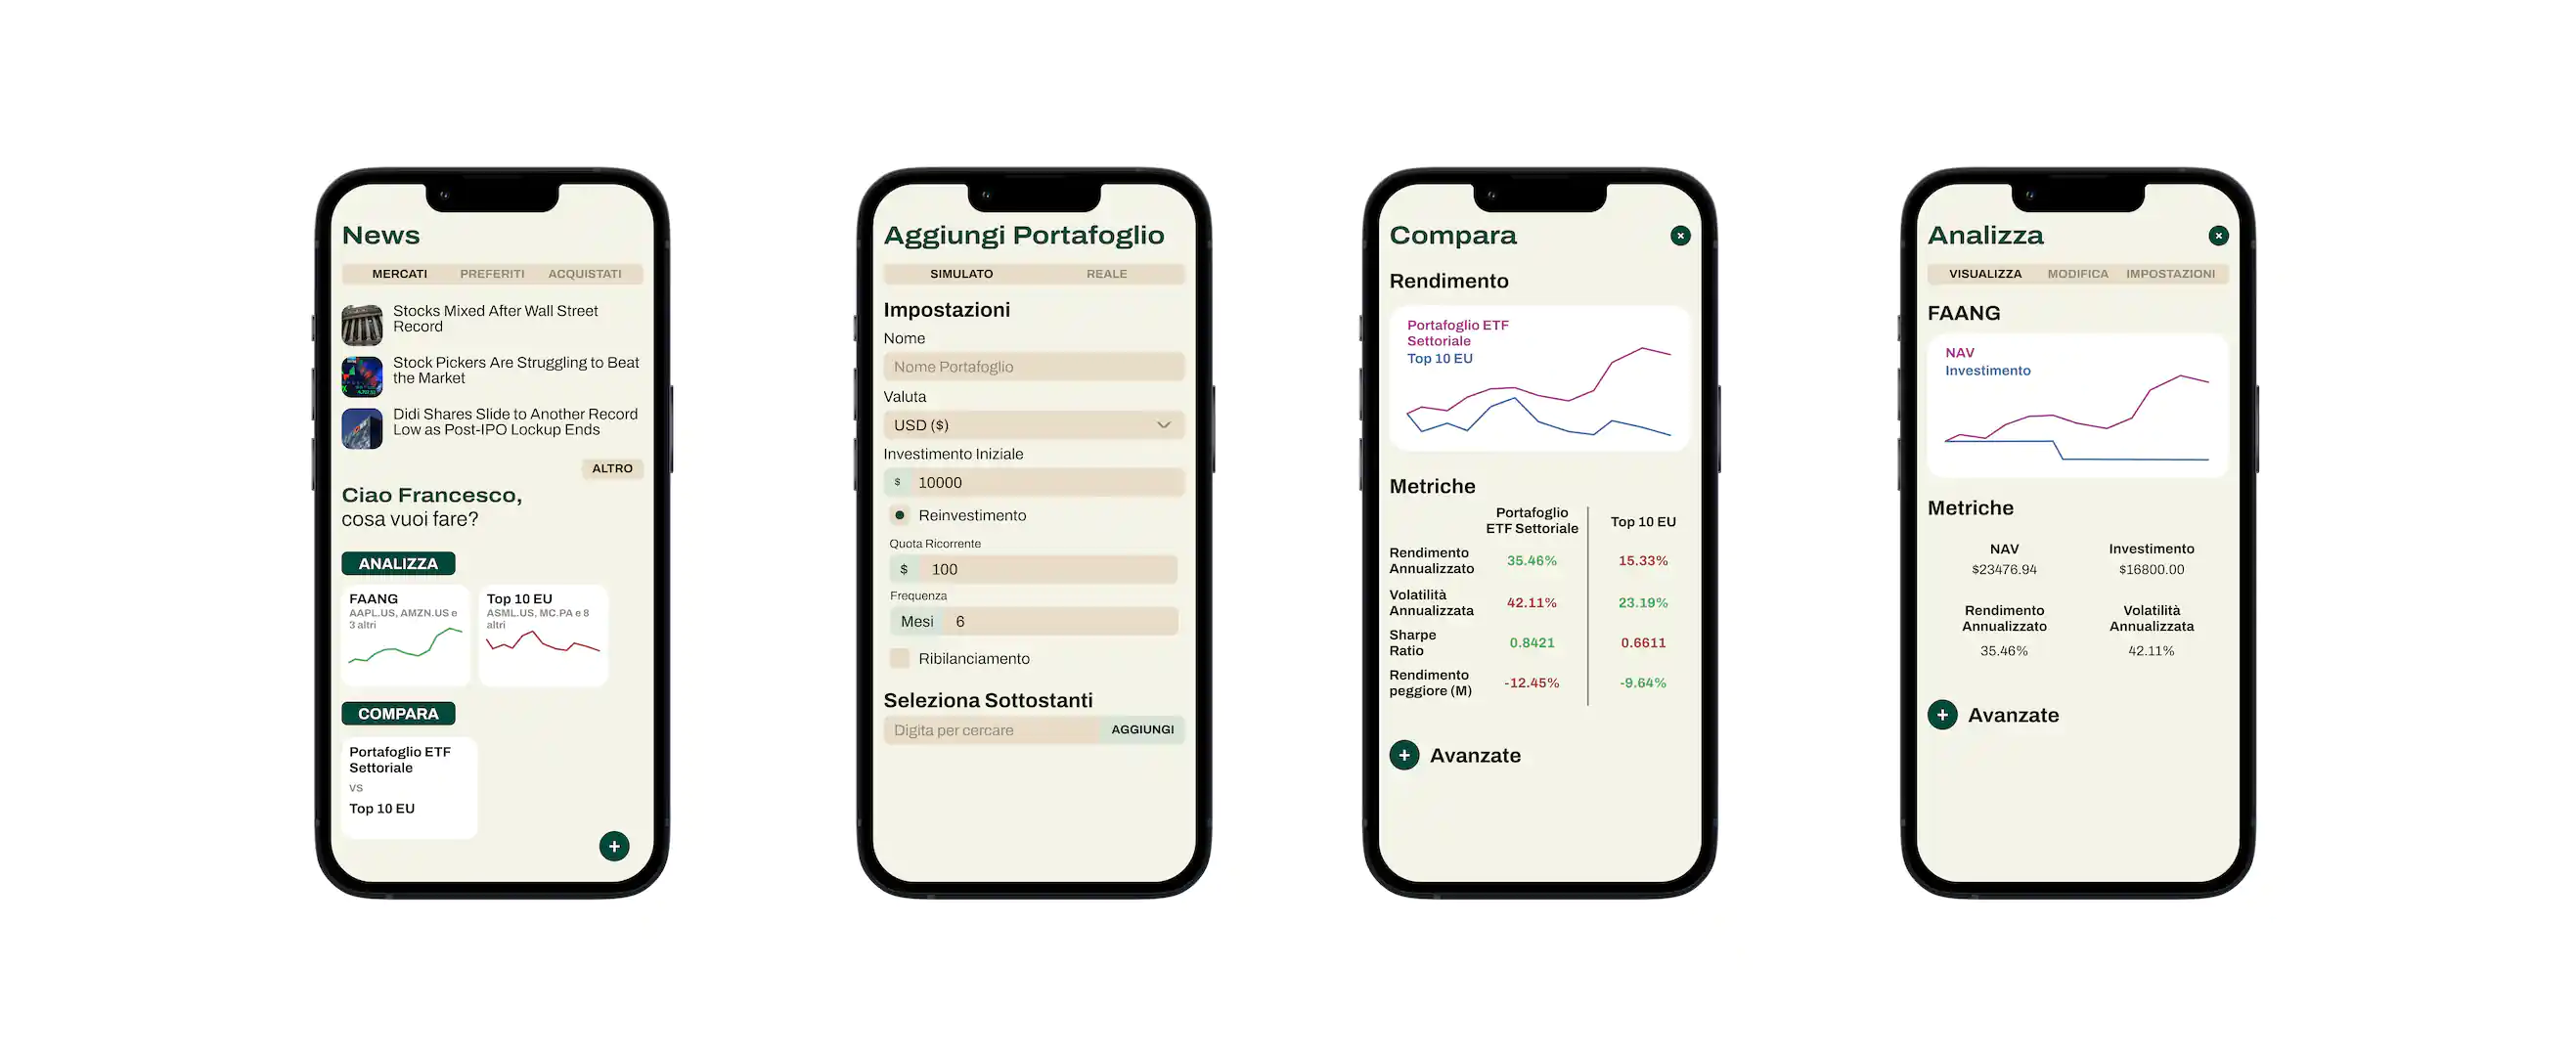 News
MERCATI PREFERITI ACQUISTATI
Stocks Mixed After Wall Street
Record
Stock Pickers Are Struggling to Beat
the Market
Didi Shares Slide to Another Record
Low as Post-IPO Lockup Ends
ALTRO
Ciao Francesco,
cosa vuoi fare?
ANALIZZA
FAANG
AAPL.US, AMZN.US e
3 altri
Top 10 EU
ASML.US, MC.PA e 8
altri
COMPARA
Portafoglio ETF
Settoriale
VS
Top 10 EU
+
Aggiungi Portafoglio
SIMULATO REALE
Impostazioni
Nome
Nome Portafoglio
Valuta
USD ($)
Investimento Iniziale
$ 10000
Reinvestimento
Quota Ricorrente
$ 100
Frequenza
Mesi 6
Ribilanciamento
Seleziona Sottostanti
Digita per cercare AGGIUNGI
Compara
Rendimento
Portafoglio ETF
Settoriale
Top 10 EU
Metriche
Portafoglio
ETF Settoriale
Top 10 EU
Rendimento
Annualizzato
35.46% 15.33%
Volatilità
Annualizzata
42.11% 23.19%
Sharpe
Ratio
0.8421 0.6611
Rendimento
peggiore (M)
-12.45% -9.64%
+ Avanzate
Analizza
VISUALIZZA MODIFICA IMPOSTAZIONI
FAANG
NAV
Investimento
Metriche
NAV
$23476.94
Investimento
$16800.00
Rendimento
Annualizzato
35.46%
Volatilità
Annualizzata
42.11%
+ Avanzate